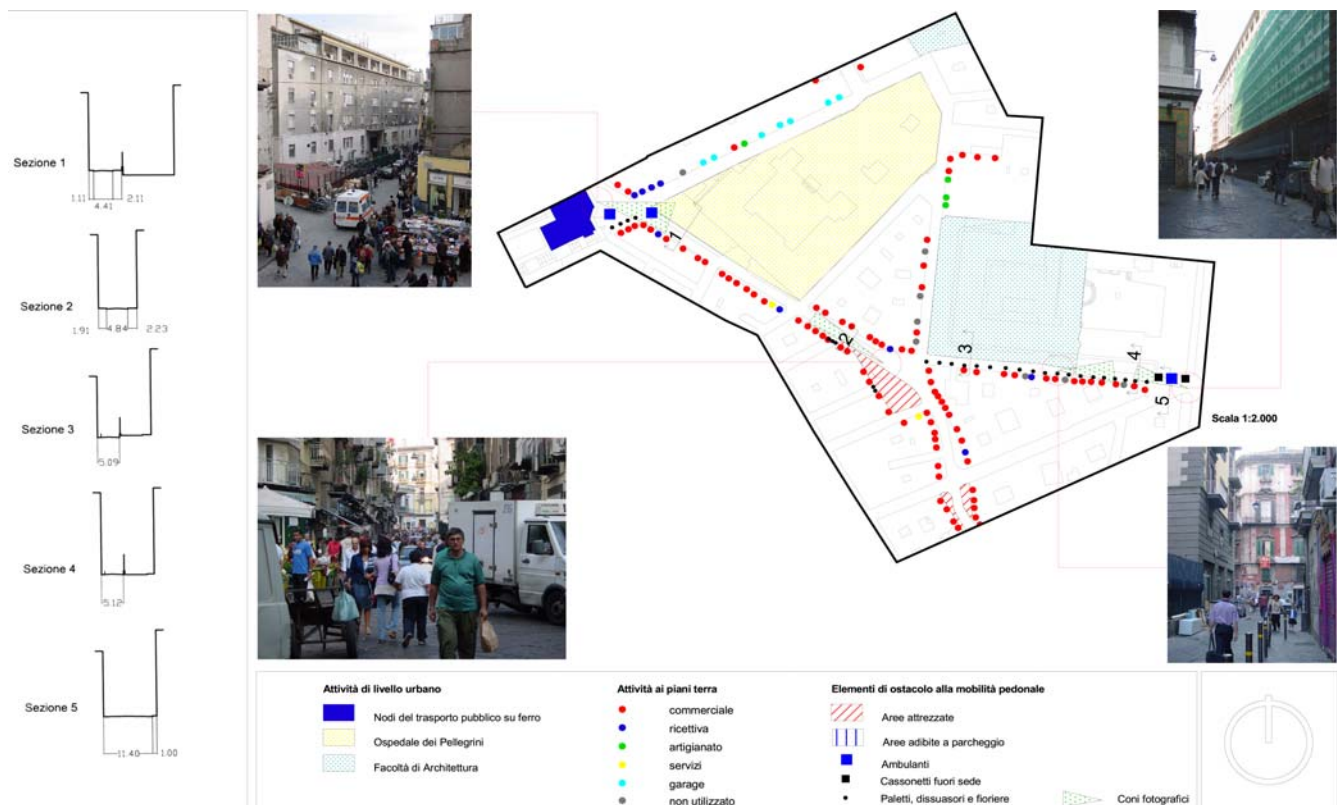 Sezione 1
1.11
4.41
2.11
Sezione 2
1.91
4.84
2.23
Sezione 3
5.09
Sezione 4
5.12
Sezione 5
11.40
1.00
1
2
3
4
5
Scala 1:2.000
Attività di livello urbano
Nodi del trasporto pubblico su ferro
Ospedale dei Pellegrini
Facoltà di Architettura
Attività ai piani terra
commerciale
ricettiva
artigianato
servizi
garage
non utilizzato
Elementi di ostacolo alla mobilità pedonale
Aree attrezzate
Aree adibite a parcheggio
Ambulanti
Cassonetti fuori sede
Paletti, dissuasori e fioriere
Coni fotografici